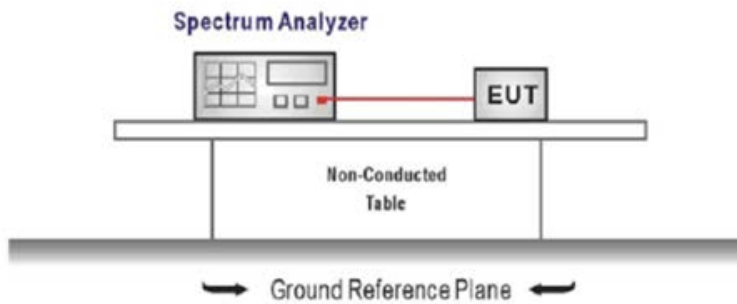 Spectrum Analyzer
EUT
Non-Conducted
Table
Ground Reference Plane